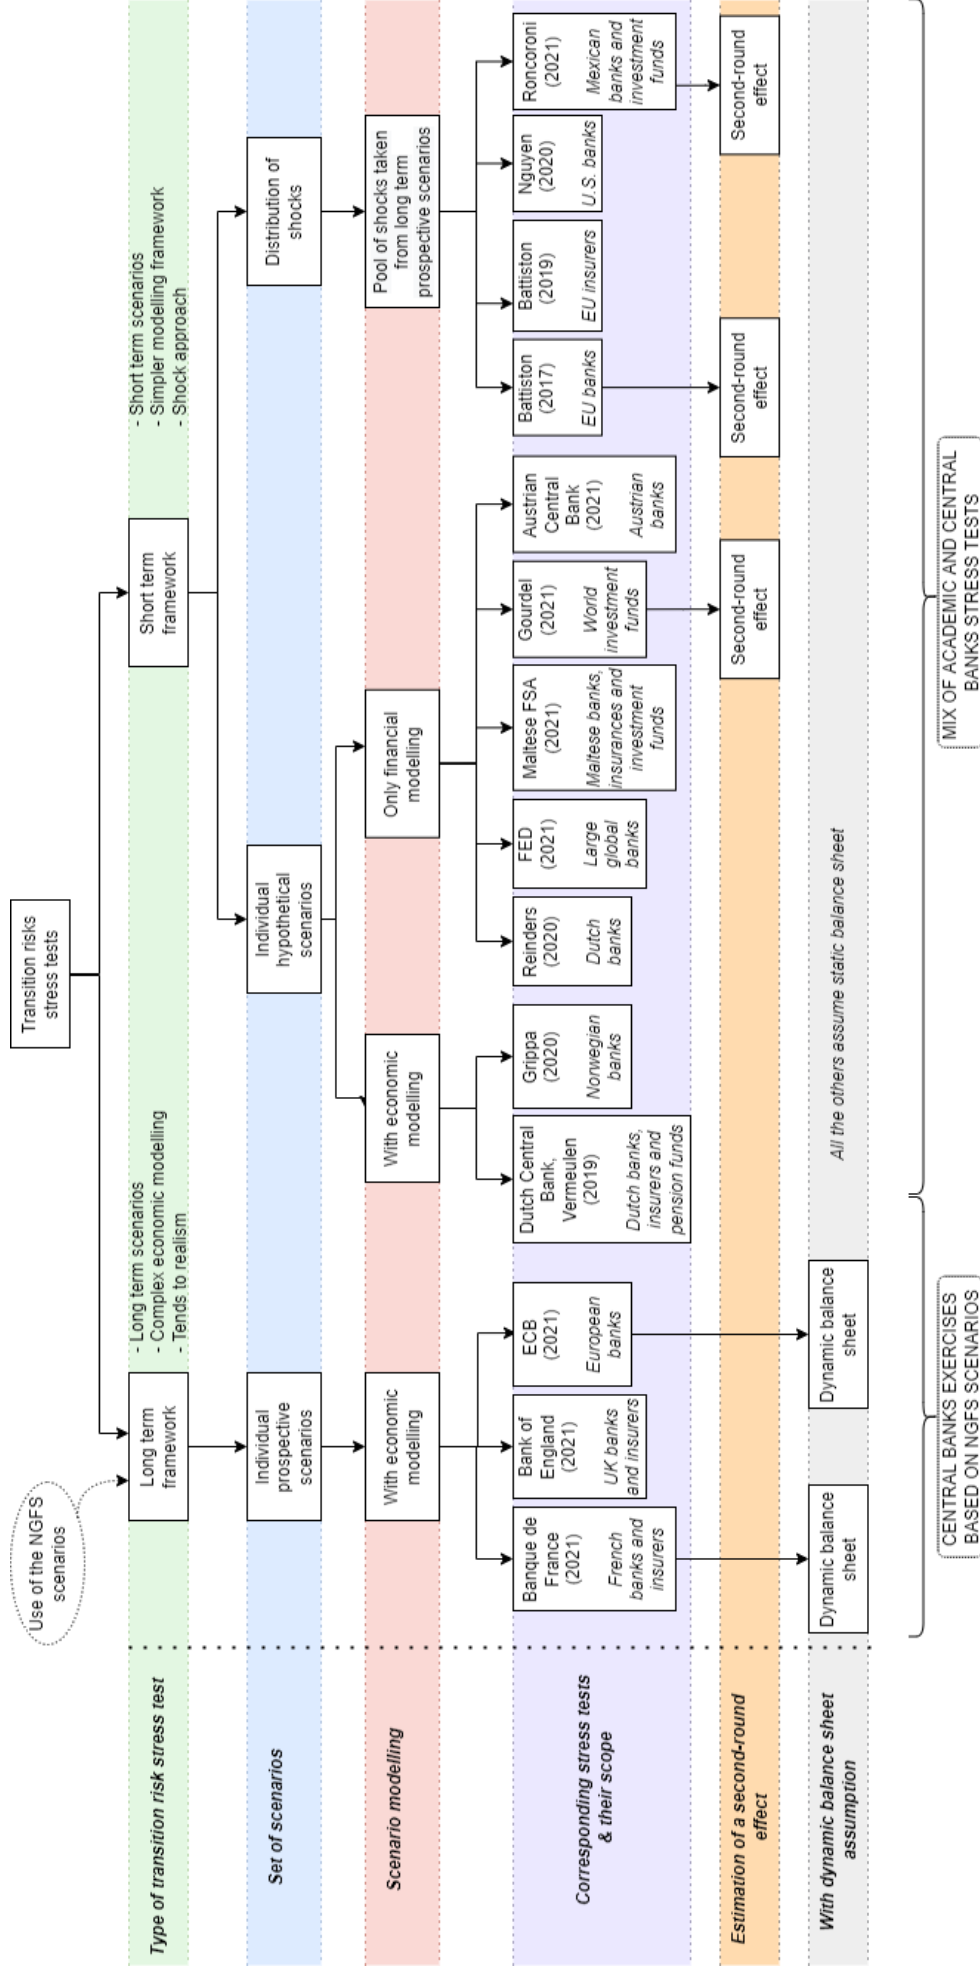 Transition risks
stress tests
Use of the NGFS
scenarios
Type of transition risk stress test
Long term
framework
- Long term scenarios
- Complex economic modelling
- Tends to realism
Short term
framework
- Short term scenarios
- Simpler modelling framework
- Shock approach
Set of scenarios
Individual
prospective
scenarios
Individual
hypothetical
scenarios
Distribution of
shocks
Scenario modelling
With economic
modelling
With economic
modelling
Only financial
modelling
Pool of shocks taken
from long term
prospective scenarios
Corresponding stress tests
& their scope
Banque de
France
(2021)
French
banks and
insurers
Bank of
England
(2021)
UK banks
and insurers
ECB
(2021)
European
banks
Dutch Central
Bank,
Vermeulen
(2019)
Dutch banks,
insurers and
pension funds
Grippa
(2020)
Norwegian
banks
Reinders
(2020)
Dutch
banks
FED
(2021)
Large
global
banks
Maltese FSA
(2021)
Maltese banks,
insurances and
investment
funds
Gourdel
(2021)
World
investment
funds
Austrian
Central
Bank
(2021)
Austrian
banks
Battiston
(2017)
EU banks
Battiston
(2019)
EU insurers
Nguyen
(2020)
U.S. banks
Roncoroni
(2021)
Mexican
banks and
investment
funds
Estimation of a second-round
effect
Second-round
effect
Second-round
effect
Second-round
effect
With dynamic balance sheet
assumption
Dynamic balance
sheet
Dynamic balance
sheet
All the others assume static balance sheet
CENTRAL BANKS EXERCISES
BASED ON NGFS SCENARIOS
MIX OF ACADEMIC AND CENTRAL
BANKS STRESS TESTS